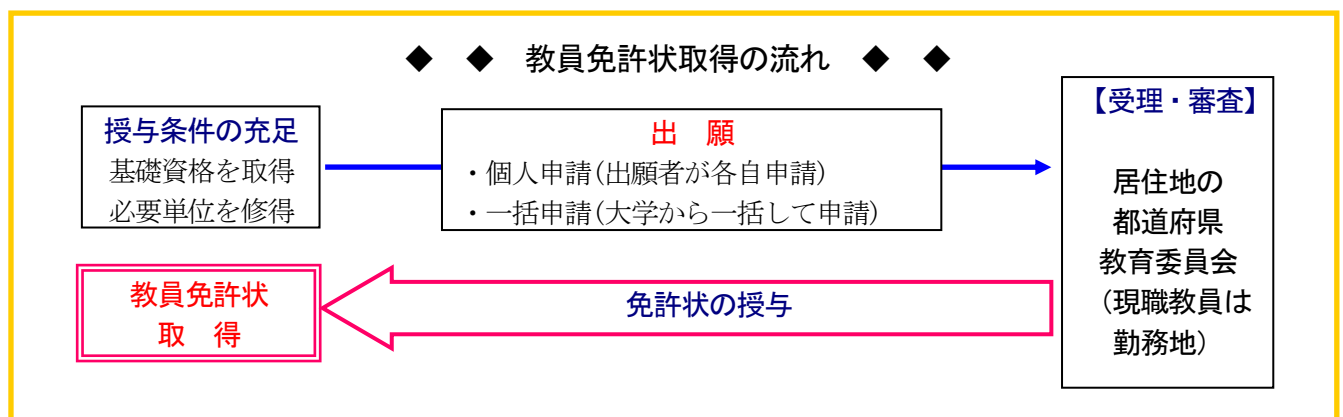 ◆ ◆ 教員免許状取得の流れ ◆ ◆
授与条件の充足
基礎資格を取得
必要単位を修得
出 願
・個人申請(出願者が各自申請)
・一括申請(大学から一括して申請)
【受理・審査】
居住地の
都道府県
教育委員会
(現職教員は
勤務地)
免許状の授与
教員免許状
取 得